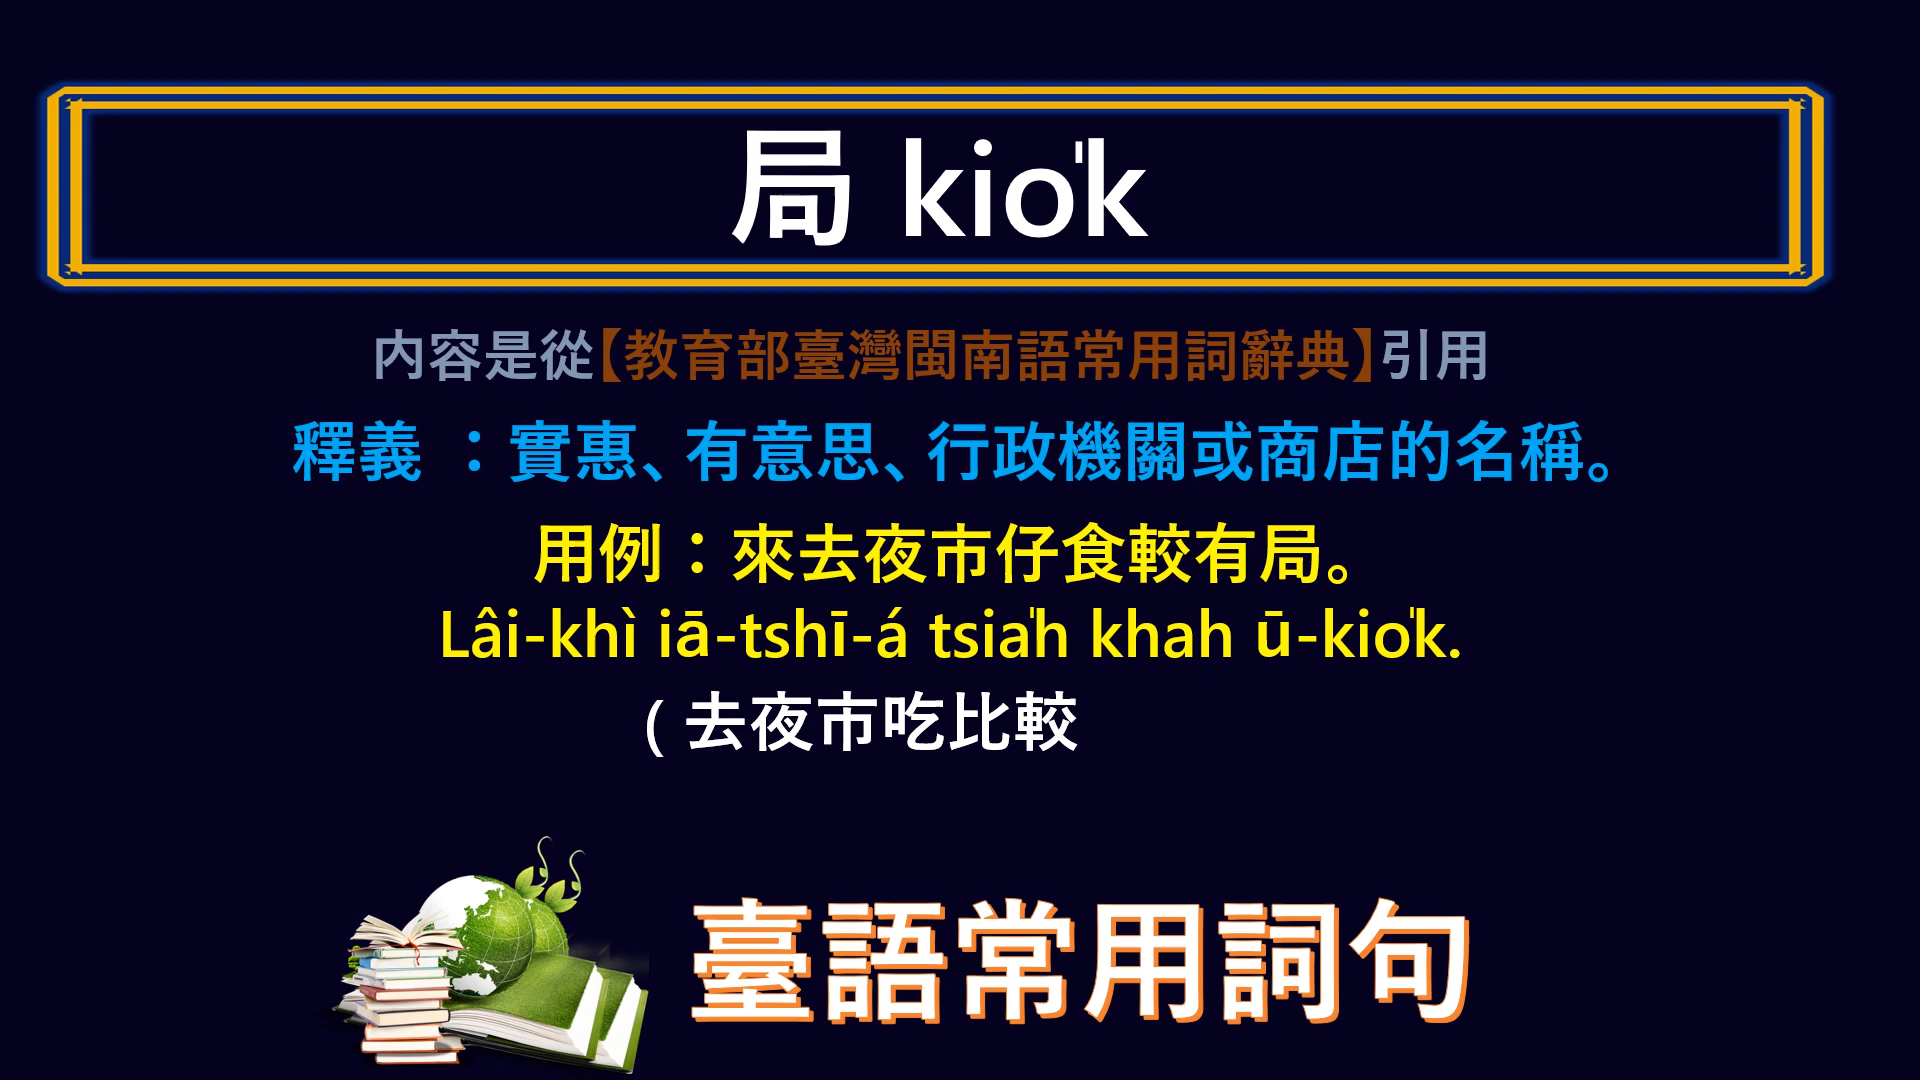 局 kio̍k
內容是從【教育部臺灣閩南語常用詞辭典】引用
釋義 ：實惠、有意思、行政機關或商店的名稱。
用例：來去夜市仔食較有局。
Lâi-khì iā-tshī-á tsia̍h khah ū-kio̍k.
( 去夜市吃比較
臺語常用詞句